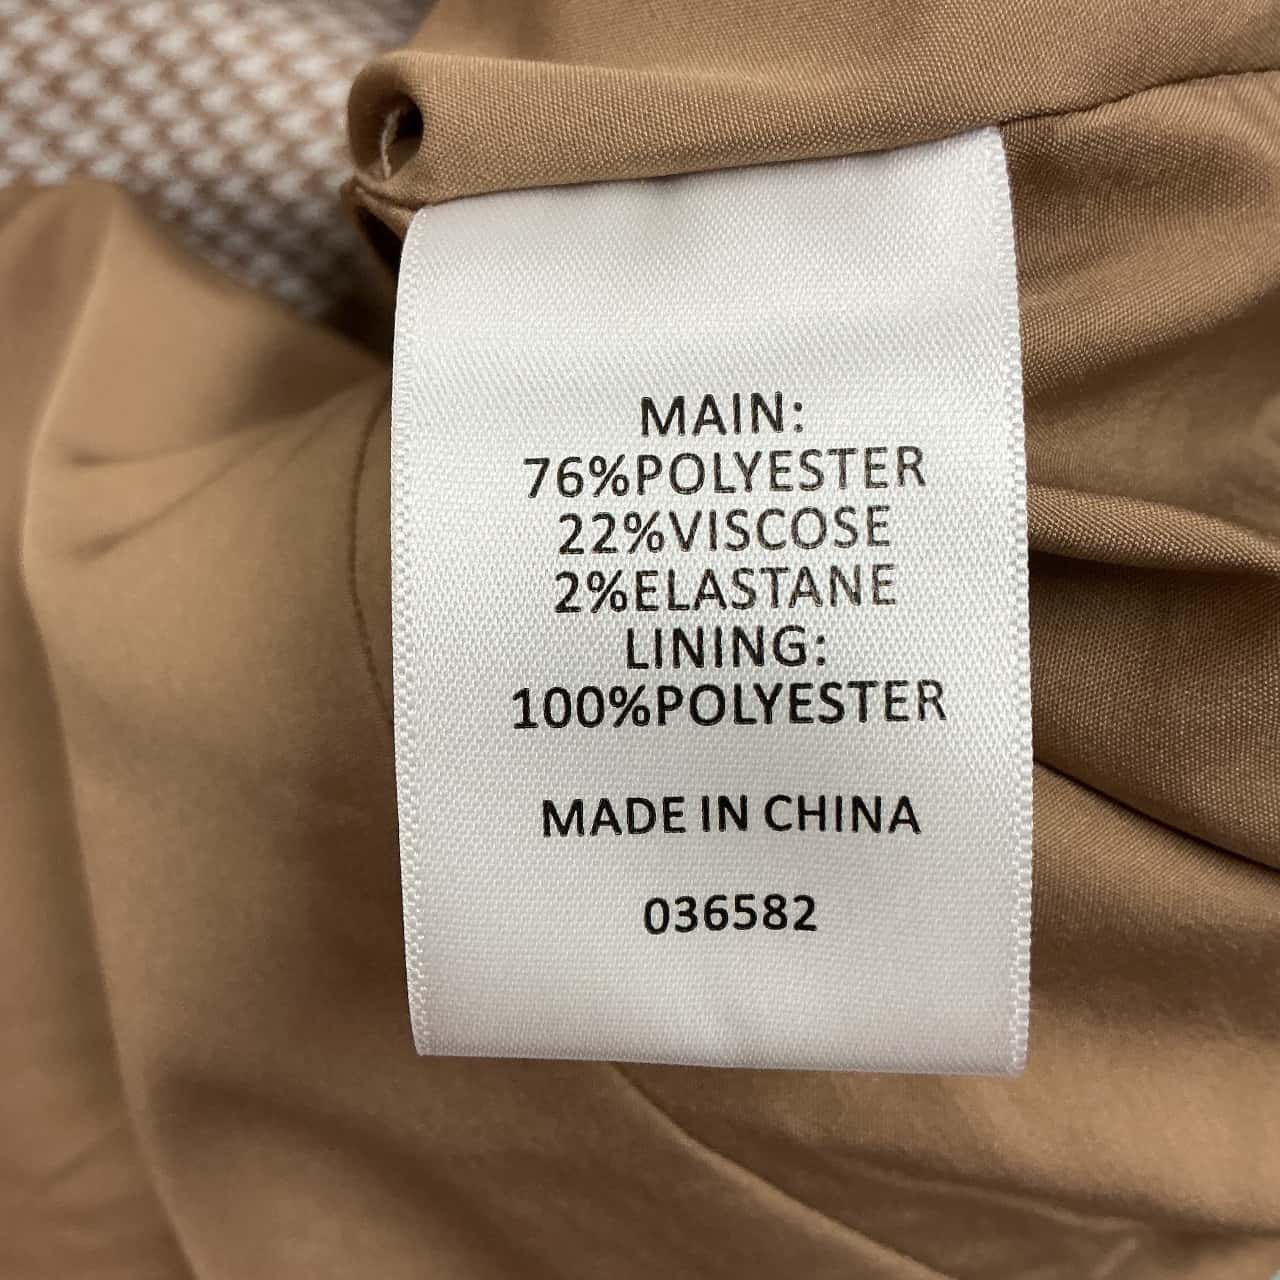 MAIN:
76%POLYESTER
22%VISCOSE
2%ELASTANE
LINING:
100%POLYESTER
MADE IN CHINA
036582